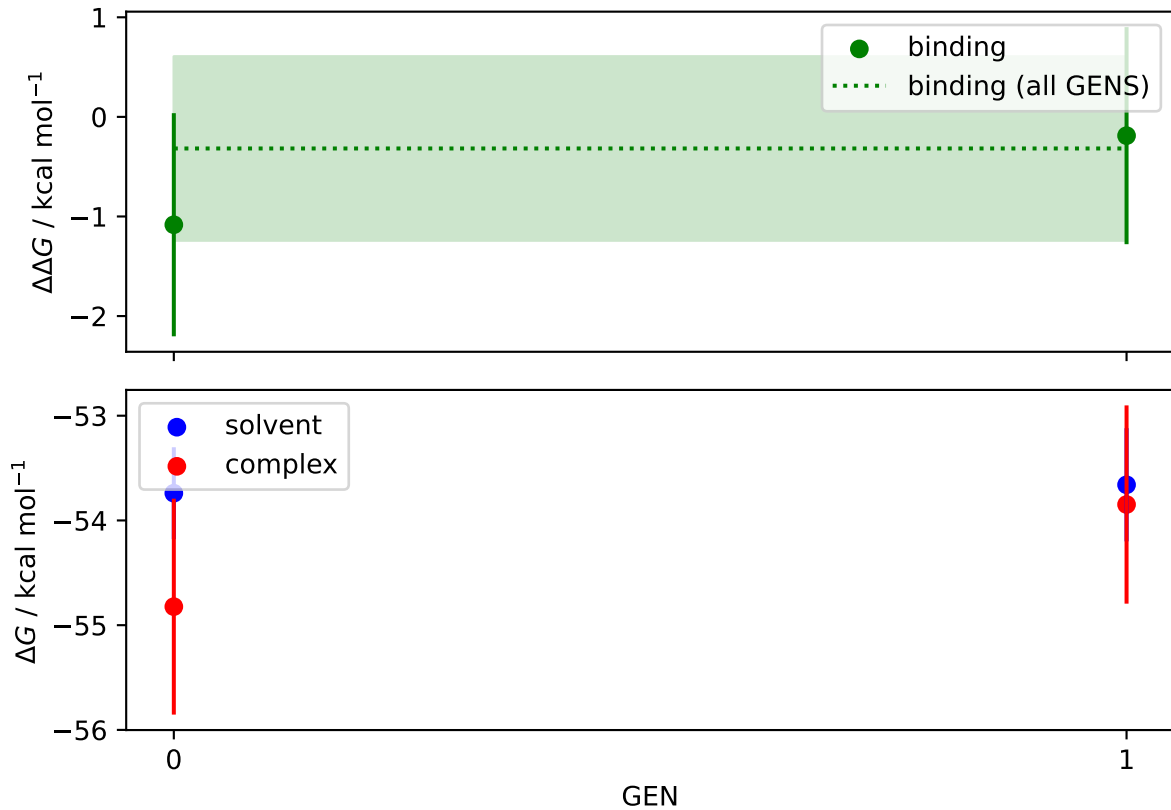 1
0
−1
−2
ΔΔG / kcal mol⁻¹
binding
binding (all GENS)
−53
−54
−55
−56
ΔG / kcal mol⁻¹
solvent
complex
0
1
GEN